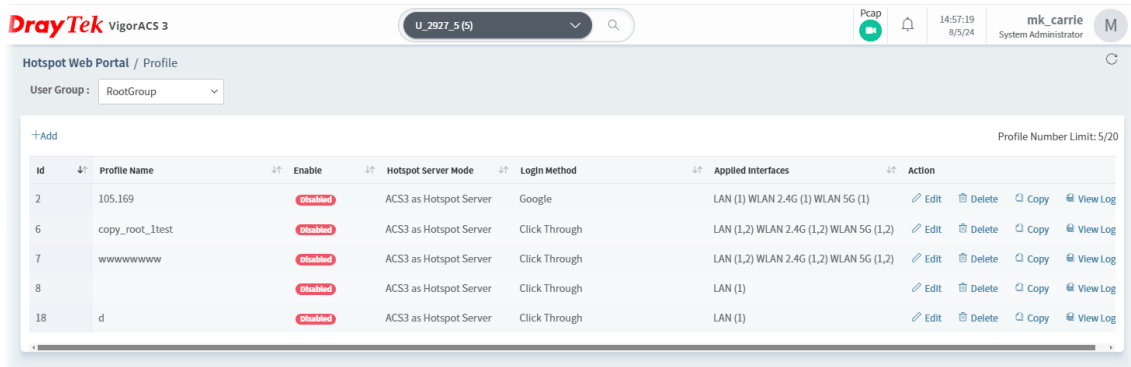 DrayTek VigorACS 3
U_2927_5 (5)
Pcap
14:57:19
8/5/24
mk_carrie
System Administrator
M
Hotspot Web Portal / Profile
User Group : RootGroup
+Add
Profile Number Limit: 5/20
Id Profile Name Enable Hotspot Server Mode Login Method Applied Interfaces Action
2 105.169 Disabled ACS3 as Hotspot Server Google LAN (1) WLAN 2.4G (1) WLAN 5G (1) Edit Delete Copy View Log
6 copy_root_1test Disabled ACS3 as Hotspot Server Click Through LAN (1,2) WLAN 2.4G (1,2) WLAN 5G (1,2) Edit Delete Copy View Log
7 wwwwwwww Disabled ACS3 as Hotspot Server Click Through LAN (1,2) WLAN 2.4G (1,2) WLAN 5G (1,2) Edit Delete Copy View Log
8 Disabled ACS3 as Hotspot Server Click Through LAN (1) Edit Delete Copy View Log
18 d Disabled ACS3 as Hotspot Server Click Through LAN (1) Edit Delete Copy View Log